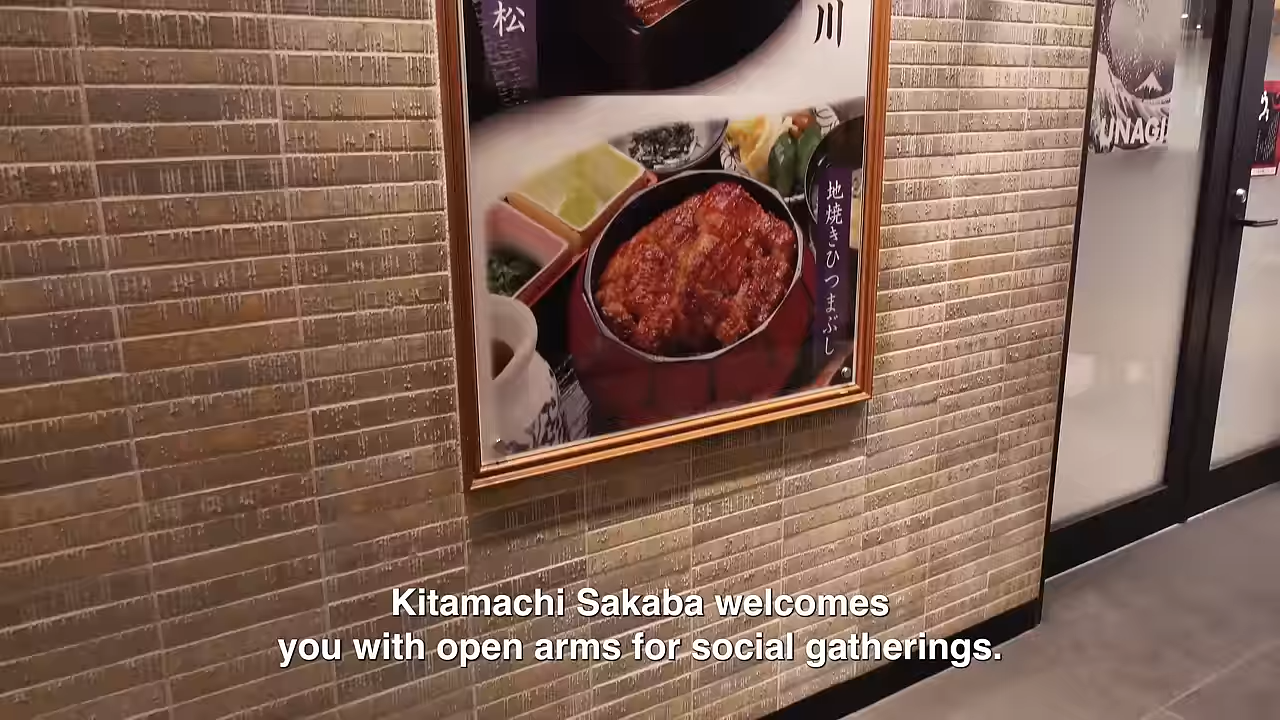 松
川
地焼きひつまぶし
UNAGI
Kitamachi Sakaba welcomes
you with open arms for social gatherings.